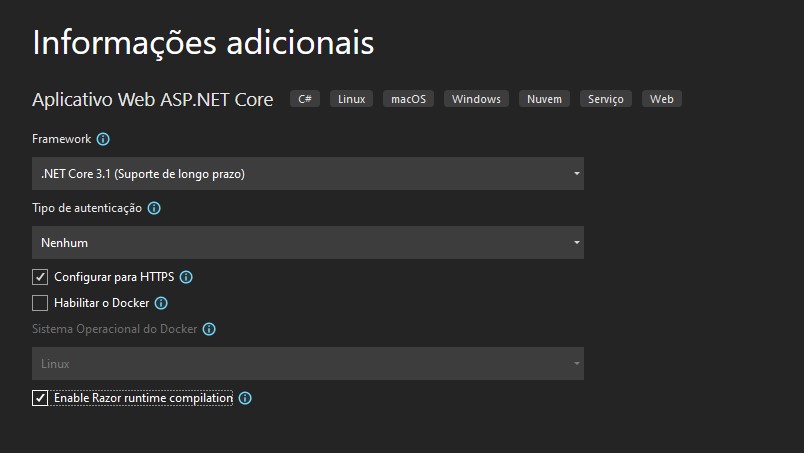 Informações adicionais
Aplicativo Web ASP.NET Core C# Linux macOS Windows Nuvem Serviço Web
Framework
.NET Core 3.1 (Suporte de longo prazo)
Tipo de autenticação
Nenhum
Configurar para HTTPS
Habilitar o Docker
Sistema Operacional do Docker
Linux
Enable Razor runtime compilation